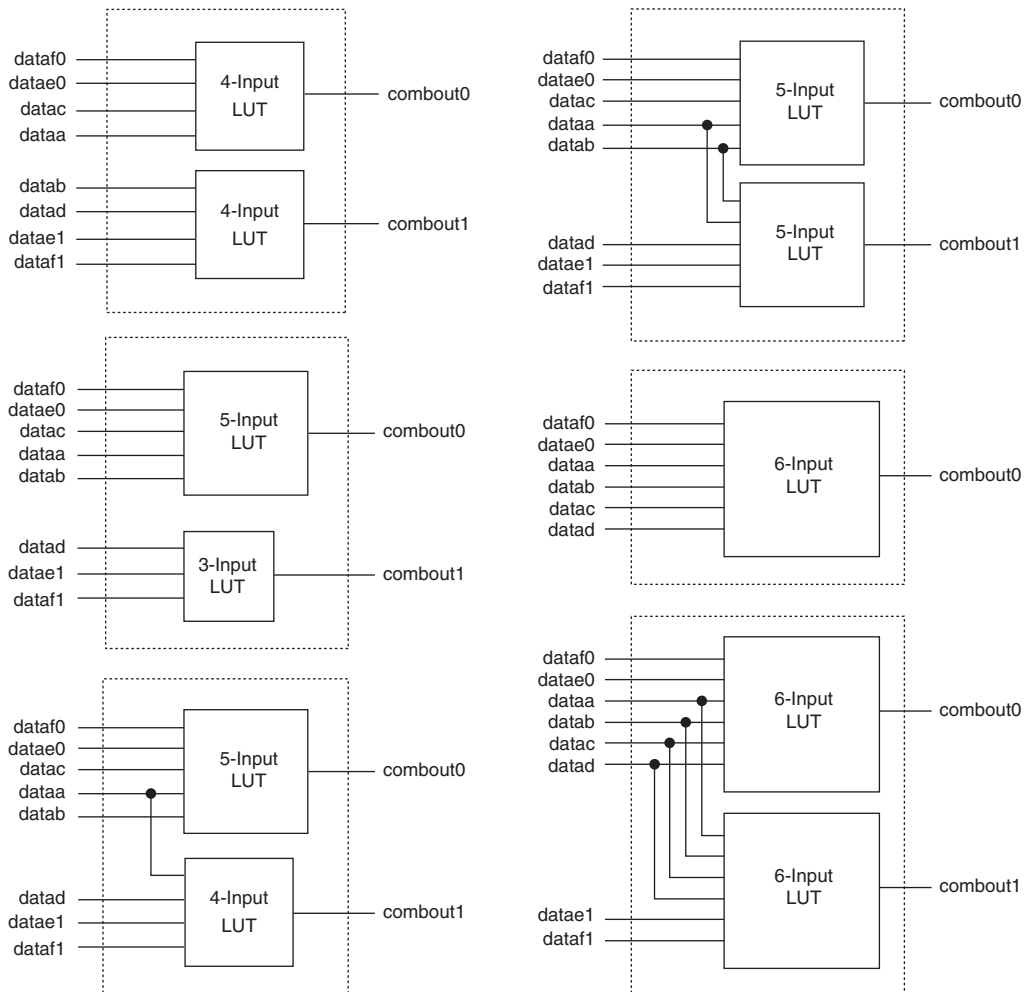 dataf0
datae0
datac
dataa
4-Input
LUT
combout0
datab
datad
datae1
dataf1
4-Input
LUT
combout1
dataf0
datae0
datac
dataa
datab
5-Input
LUT
combout0
datad
datae1
dataf1
3-Input
LUT
combout1
dataf0
datae0
datac
dataa
datab
5-Input
LUT
combout0
datad
datae1
dataf1
4-Input
LUT
combout1
dataf0
datae0
datac
dataa
datab
5-Input
LUT
combout0
datad
datae1
dataf1
5-Input
LUT
combout1
dataf0
datae0
dataa
datab
datac
datad
6-Input
LUT
combout0
dataf0
datae0
dataa
datab
datac
datad
6-Input
LUT
combout0
datae1
dataf1
6-Input
LUT
combout1